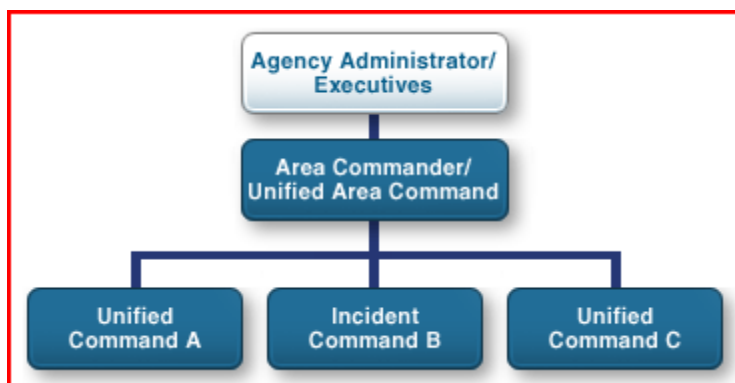 Agency Administrator/
Executives
Area Commander/
Unified Area Command
Unified
Command A
Incident
Command B
Unified
Command C